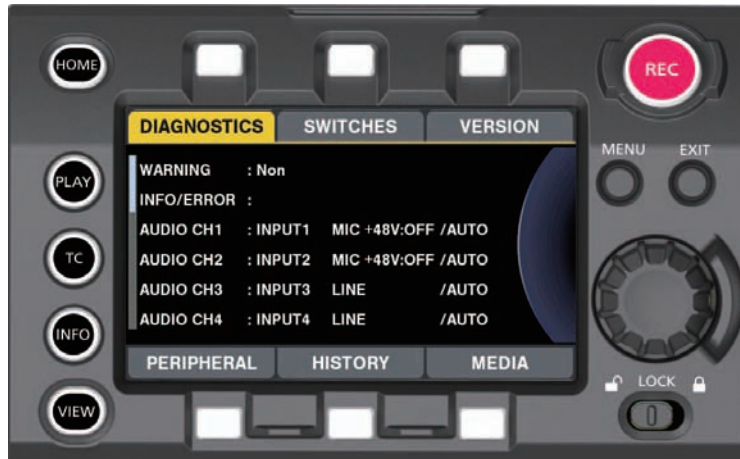 HOME
REC
DIAGNOSTICS SWITCHES VERSION
MENU EXIT
WARNING : Non
PLAY
INFO/ERROR :
AUDIO CH1 : INPUT1 MIC +48V:OFF /AUTO
TC
AUDIO CH2 : INPUT2 MIC +48V:OFF /AUTO
AUDIO CH3 : INPUT3 LINE /AUTO
AUDIO CH4 : INPUT4 LINE /AUTO
INFO
PERIPHERAL HISTORY MEDIA
LOCK
VIEW